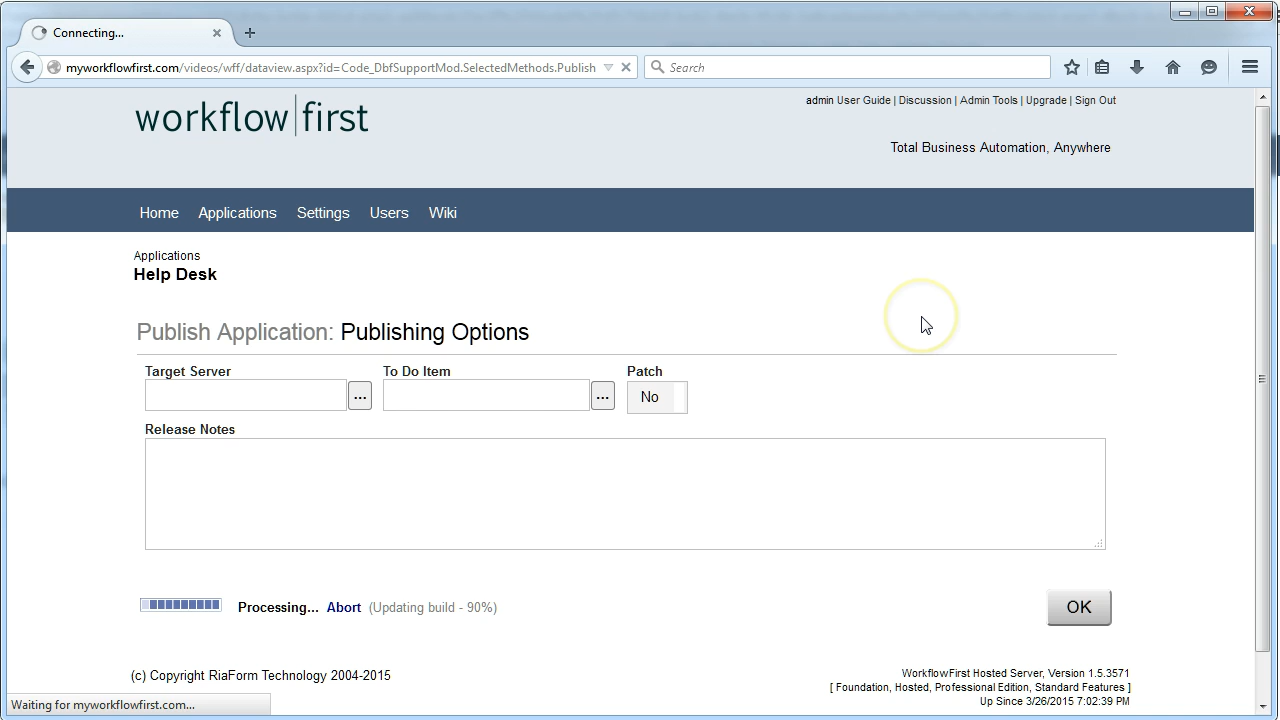 Connecting...
myworkflowfirst.com/videos/wff/dataview.aspx?id=Code_DbfSupportMod.SelectedMethods.Publish
Search
workflow|first
admin User Guide | Discussion | Admin Tools | Upgrade | Sign Out
Total Business Automation, Anywhere
Home Applications Settings Users Wiki
Applications
Help Desk
Publish Application: Publishing Options
Target Server To Do Item Patch
... ... No
Release Notes
Processing... Abort (Updating build - 90%)
OK
(c) Copyright RiaForm Technology 2004-2015
WorkflowFirst Hosted Server, Version 1.5.3571
[ Foundation, Hosted, Professional Edition, Standard Features ]
Up Since 3/26/2015 7:02:39 PM
Waiting for myworkflowfirst.com...